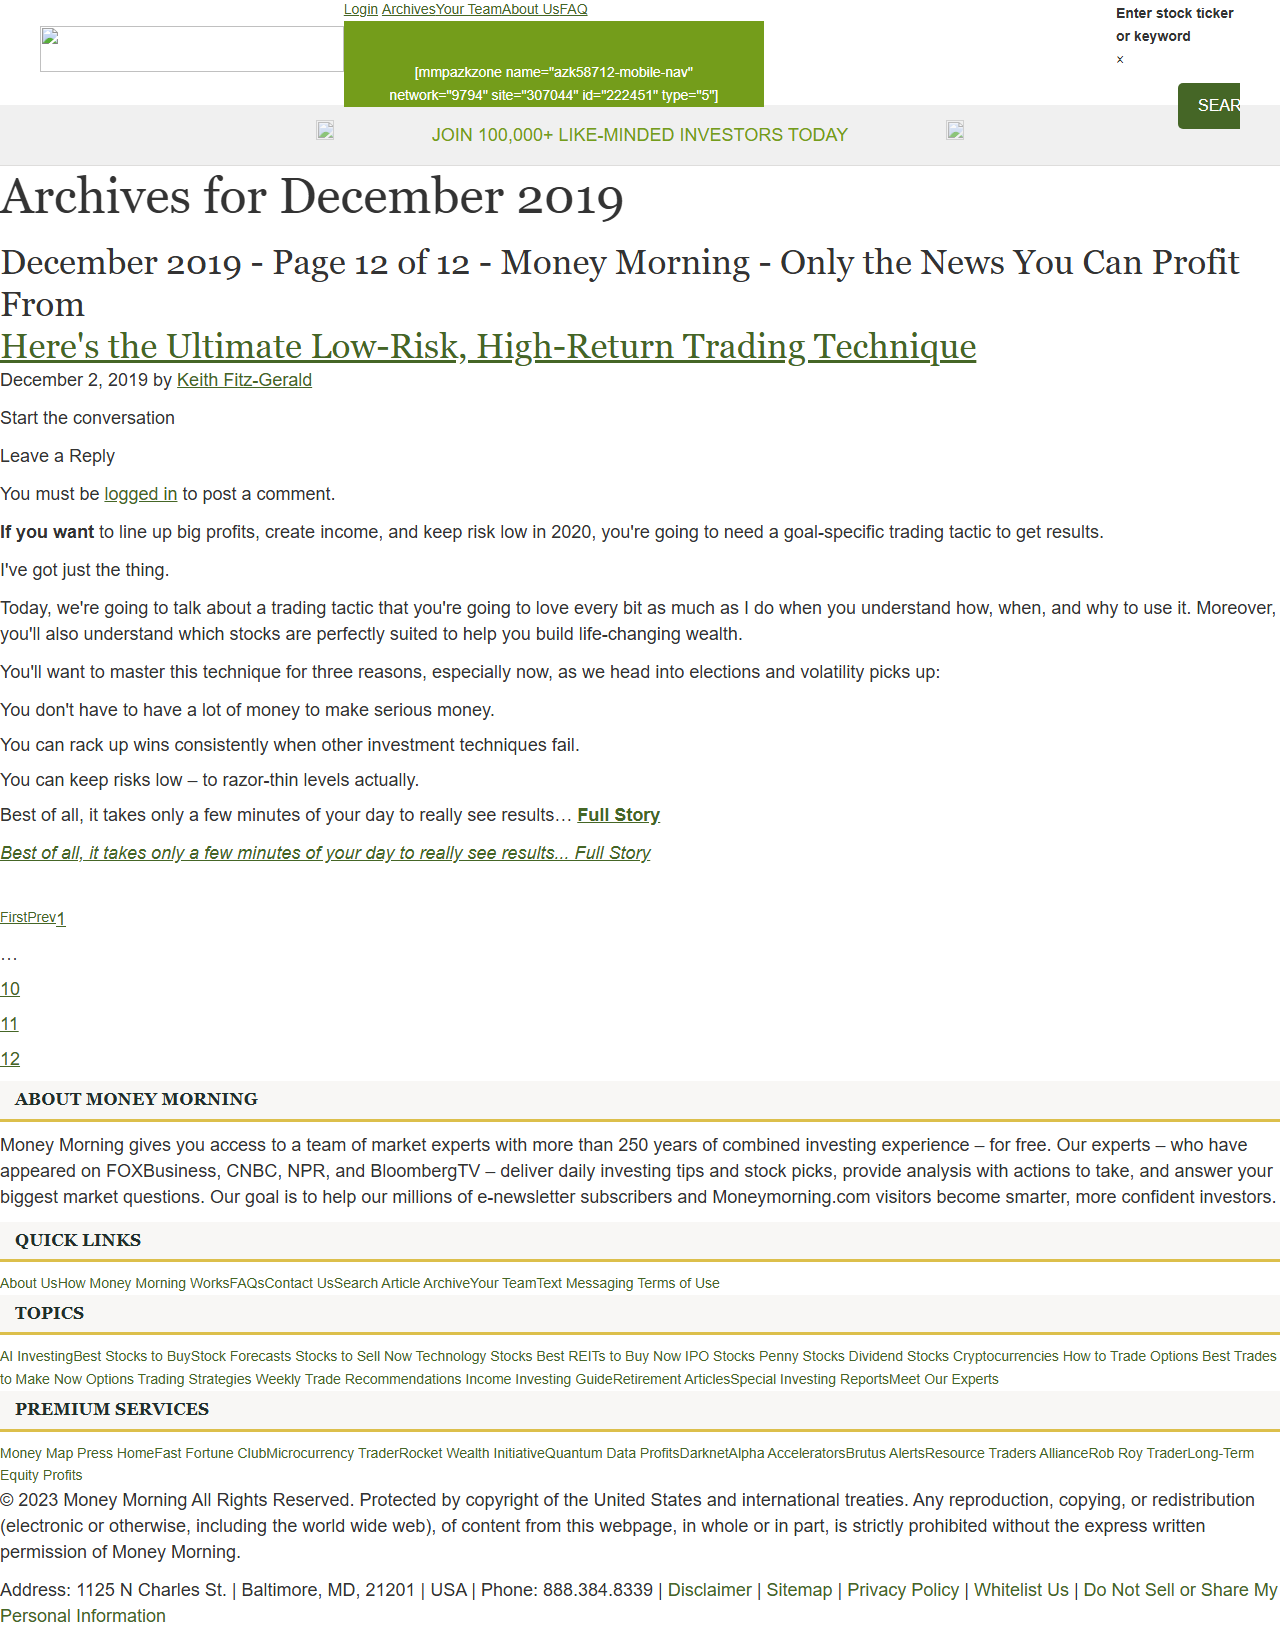 Login ArchivesYour TeamAbout UsFAQ
[mmpazkzone name="azk58712-mobile-nav"
network="9794" site="307044" id="222451" type="5"]
Enter stock ticker
or keyword
x
SEAR
JOIN 100,000+ LIKE-MINDED INVESTORS TODAY
Archives for December 2019
December 2019 - Page 12 of 12 - Money Morning - Only the News You Can Profit
From
Here's the Ultimate Low-Risk, High-Return Trading Technique
December 2, 2019 by Keith Fitz-Gerald
Start the conversation
Leave a Reply
You must be logged in to post a comment.
If you want to line up big profits, create income, and keep risk low in 2020, you're going to need a goal-specific trading tactic to get results.
I've got just the thing.
Today, we're going to talk about a trading tactic that you're going to love every bit as much as I do when you understand how, when, and why to use it. Moreover,
you'll also understand which stocks are perfectly suited to help you build life-changing wealth.
You'll want to master this technique for three reasons, especially now, as we head into elections and volatility picks up:
You don't have to have a lot of money to make serious money.
You can rack up wins consistently when other investment techniques fail.
You can keep risks low – to razor-thin levels actually.
Best of all, it takes only a few minutes of your day to really see results… Full Story
Best of all, it takes only a few minutes of your day to really see results... Full Story
FirstPrev1
…
10
11
12
ABOUT MONEY MORNING
Money Morning gives you access to a team of market experts with more than 250 years of combined investing experience – for free. Our experts – who have
appeared on FOXBusiness, CNBC, NPR, and BloombergTV – deliver daily investing tips and stock picks, provide analysis with actions to take, and answer your
biggest market questions. Our goal is to help our millions of e-newsletter subscribers and Moneymorning.com visitors become smarter, more confident investors.
QUICK LINKS
About UsHow Money Morning WorksFAQsContact UsSearch Article ArchiveYour TeamText Messaging Terms of Use
TOPICS
AI InvestingBest Stocks to BuyStock Forecasts Stocks to Sell Now Technology Stocks Best REITs to Buy Now IPO Stocks Penny Stocks Dividend Stocks Cryptocurrencies How to Trade Options Best Trades
to Make Now Options Trading Strategies Weekly Trade Recommendations Income Investing GuideRetirement ArticlesSpecial Investing ReportsMeet Our Experts
PREMIUM SERVICES
Money Map Press HomeFast Fortune ClubMicrocurrency TraderRocket Wealth InitiativeQuantum Data ProfitsDarknetAlpha AcceleratorsBrutus AlertsResource Traders AllianceRob Roy TraderLong-Term
Equity Profits
© 2023 Money Morning All Rights Reserved. Protected by copyright of the United States and international treaties. Any reproduction, copying, or redistribution
(electronic or otherwise, including the world wide web), of content from this webpage, in whole or in part, is strictly prohibited without the express written
permission of Money Morning.
Address: 1125 N Charles St. | Baltimore, MD, 21201 | USA | Phone: 888.384.8339 | Disclaimer | Sitemap | Privacy Policy | Whitelist Us | Do Not Sell or Share My
Personal Information